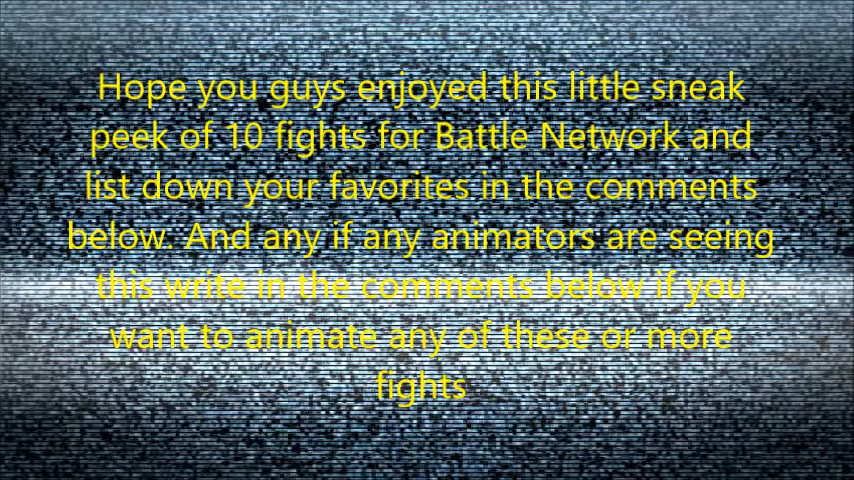 Hope you guys enjoyed this little sneak
peek of 10 fights for Battle Network and
list down your favorites in the comments
below. And any if any animators are seeing
this write in the comments below if you
want to animate any of these or more
fights